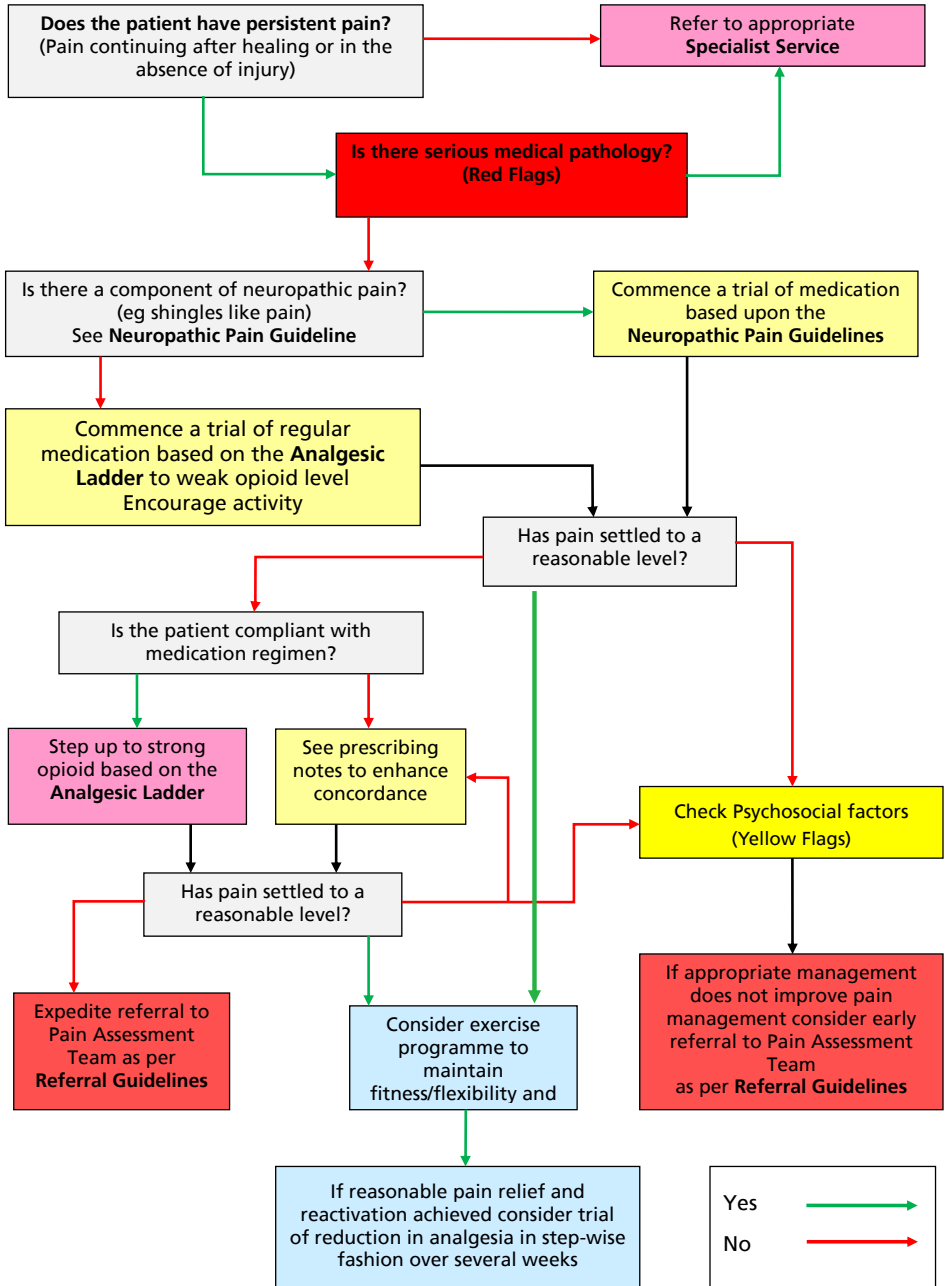 Does the patient have persistent pain?
(Pain continuing after healing or in the
absence of injury)
Refer to appropriate
Specialist Service
Is there serious medical pathology?
(Red Flags)
Is there a component of neuropathic pain?
(eg shingles like pain)
See Neuropathic Pain Guideline
Commence a trial of medication
based upon the
Neuropathic Pain Guidelines
Commence a trial of regular
medication based on the Analgesic
Ladder to weak opioid level
Encourage activity
Has pain settled to a
reasonable level?
Is the patient compliant with
medication regimen?
Step up to strong
opioid based on the
Analgesic Ladder
See prescribing
notes to enhance
concordance
Check Psychosocial factors
(Yellow Flags)
Has pain settled to a
reasonable level?
Expedite referral to
Pain Assessment
Team as per
Referral Guidelines
Consider exercise
programme to
maintain
fitness/flexibility and
If appropriate management
does not improve pain
management consider early
referral to Pain Assessment
Team
as per Referral Guidelines
If reasonable pain relief and
reactivation achieved consider trial
of reduction in analgesia in step-wise
fashion over several weeks
Yes
No